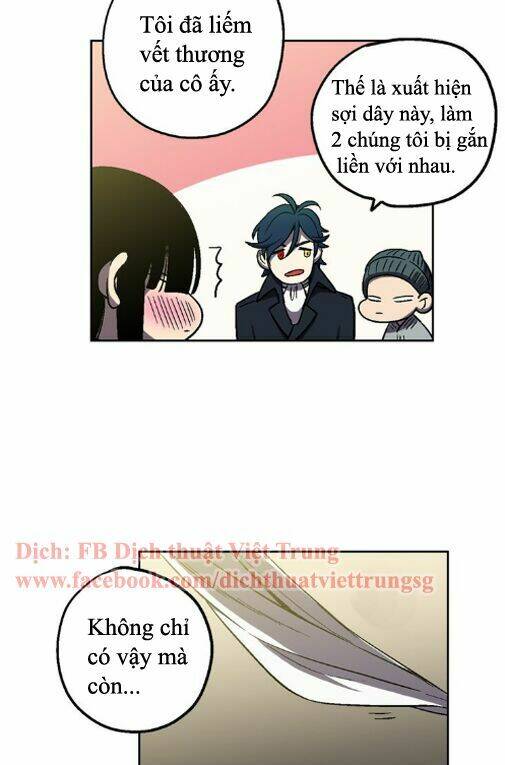 Tôi đã liếm
vết thương
của cô ấy.
Thế là xuất hiện
sợi dây này, làm
2 chúng tôi bị gắn
liền với nhau.
Dịch: FB Dịch thuật Việt Trung
www.facebook.com/dichthuatviettrungsg
Không chỉ
có vậy mà
còn...